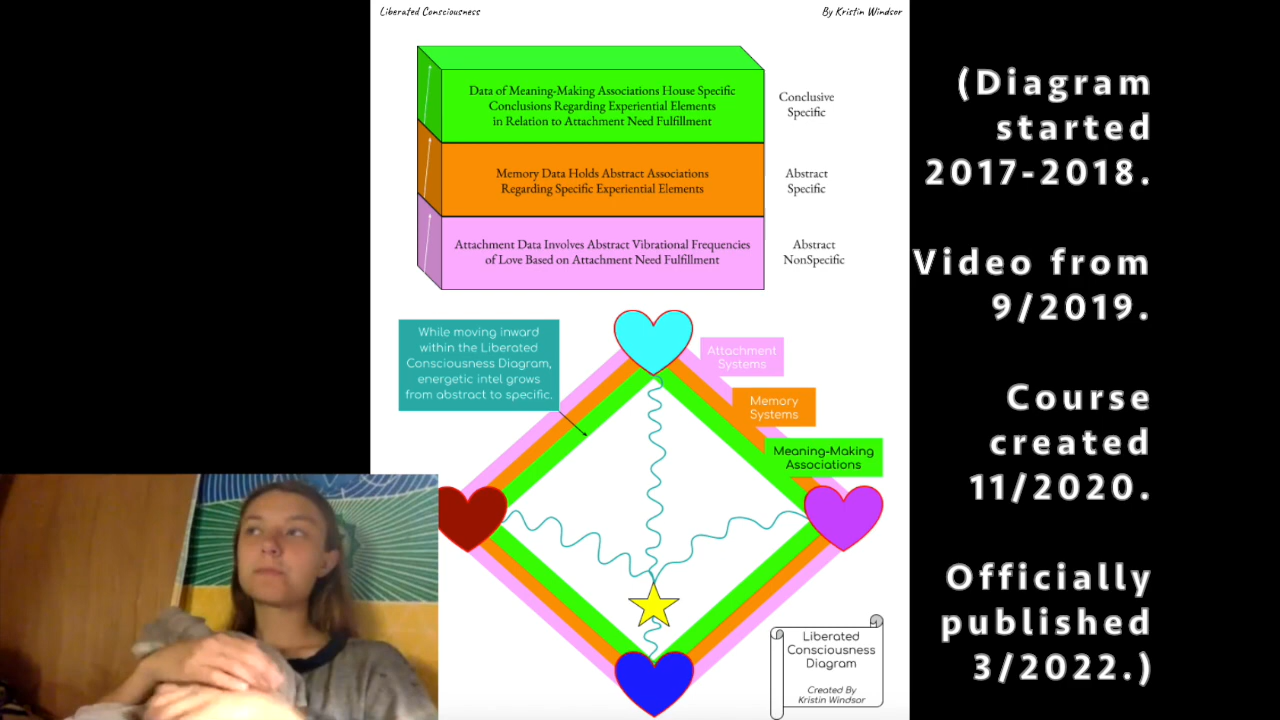 Liberated Consciousness
By Kristin Windsor
Data of Meaning-Making Associations House Specific
Conclusions Regarding Experiential Elements
in Relation to Attachment Need Fulfillment
Conclusive
Specific
Memory Data Holds Abstract Associations
Regarding Specific Experiential Elements
Abstract
Specific
Attachment Data Involves Abstract Vibrational Frequencies
of Love Based on Attachment Need Fulfillment
Abstract
NonSpecific
While moving inward
within the Liberated
Consciousness Diagram,
energetic intel grows
from abstract to specific.
Attachment
Systems
Memory
Systems
Meaning-Making
Associations
Liberated
Consciousness
Diagram
Created By
Kristin Windsor
(Diagram
started
2017-2018.
Video from
9/2019.
Course
created
11/2020.
Officially
published
3/2022.)